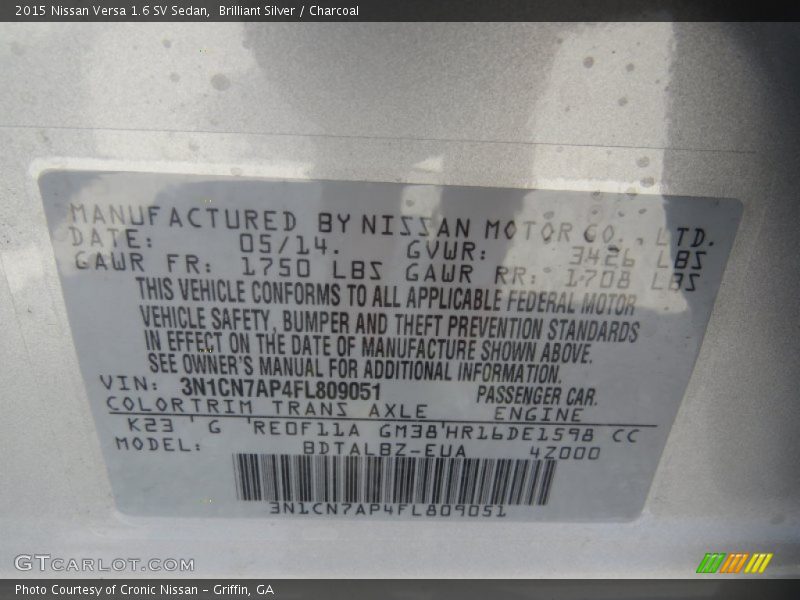 2015 Nissan Versa 1.6 SV Sedan, Brilliant Silver / Charcoal
MANUFACTURED BY NISSAN MOTOR CO., LTD.
DATE: 05/14. GVWR: 3426 LBS
GAWR FR: 1750 LBS GAWR RR: 1708 LBS
THIS VEHICLE CONFORMS TO ALL APPLICABLE FEDERAL MOTOR
VEHICLE SAFETY, BUMPER AND THEFT PREVENTION STANDARDS
IN EFFECT ON THE DATE OF MANUFACTURE SHOWN ABOVE.
SEE OWNER'S MANUAL FOR ADDITIONAL INFORMATION.
VIN: 3N1CN7AP4FL809051 PASSENGER CAR.
COLOR TRIM TRANS AXLE ENGINE
K23 G RE0F11A GM38 HR16DE1598 CC
MODEL: BDTALBZ-EUA 4Z000
3N1CN7AP4FL809051
GTCARLOT.COM
Photo Courtesy of Cronic Nissan - Griffin, GA